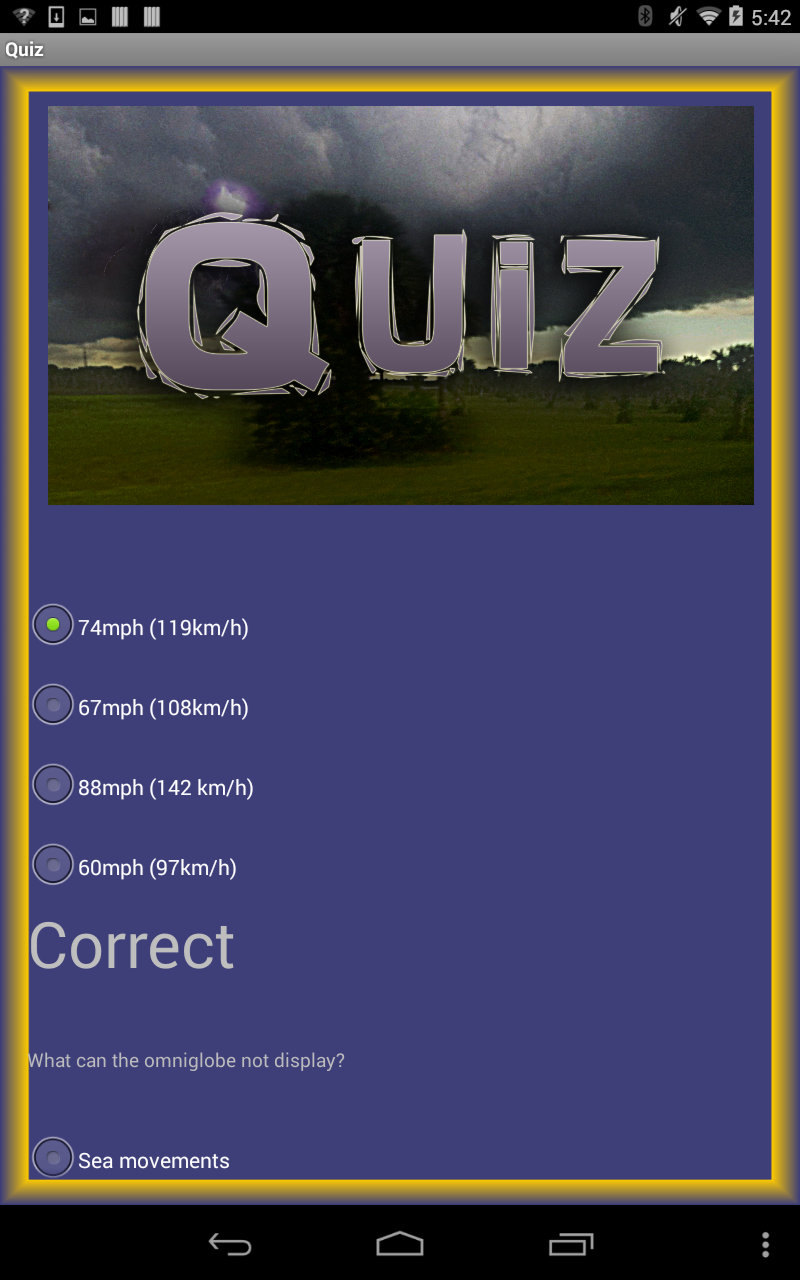 5:42
Quiz
QUiZ
74mph (119km/h)
67mph (108km/h)
88mph (142 km/h)
60mph (97km/h)
Correct
What can the omniglobe not display?
Sea movements